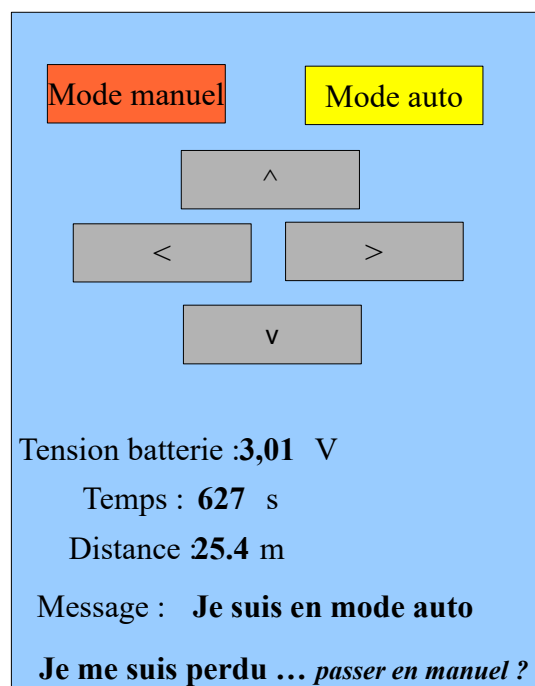 Mode manuel Mode auto
^
< >
v
Tension batterie :3,01 V
Temps : 627 s
Distance :25.4 m
Message : Je suis en mode auto
Je me suis perdu ... passer en manuel ?